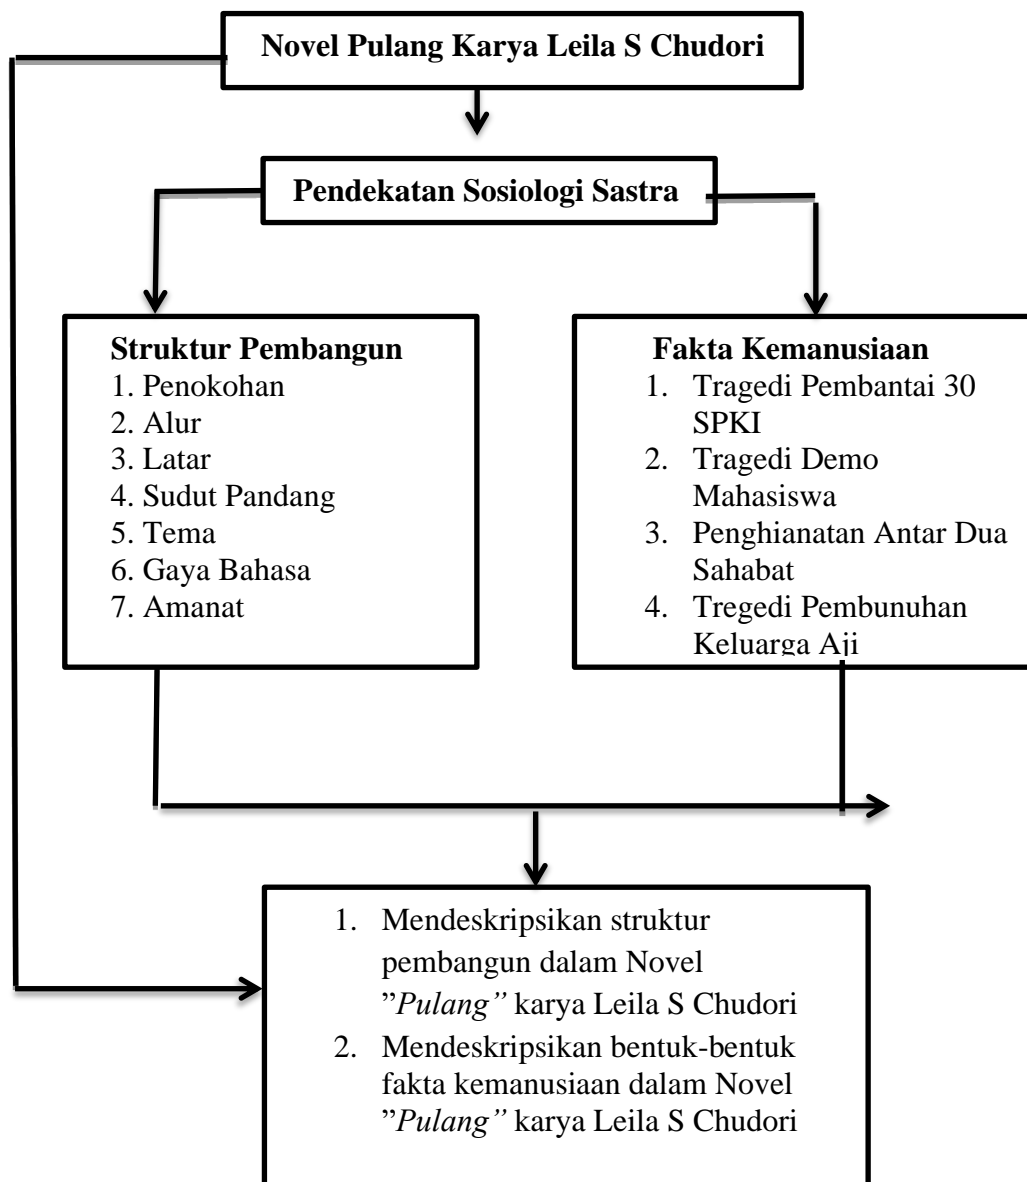 Novel Pulang Karya Leila S Chudori
Pendekatan Sosiologi Sastra
Struktur Pembangun
1. Penokohan
2. Alur
3. Latar
4. Sudut Pandang
5. Tema
6. Gaya Bahasa
7. Amanat
Fakta Kemanusiaan
1. Tragedi Pembantai 30
SPKI
2. Tragedi Demo
Mahasiswa
3. Penghianatan Antar Dua
Sahabat
4. Tregedi Pembunuhan
Keluarga Aji
1. Mendeskripsikan struktur
pembangun dalam Novel
”Pulang” karya Leila S Chudori
2. Mendeskripsikan bentuk-bentuk
fakta kemanusiaan dalam Novel
”Pulang” karya Leila S Chudori